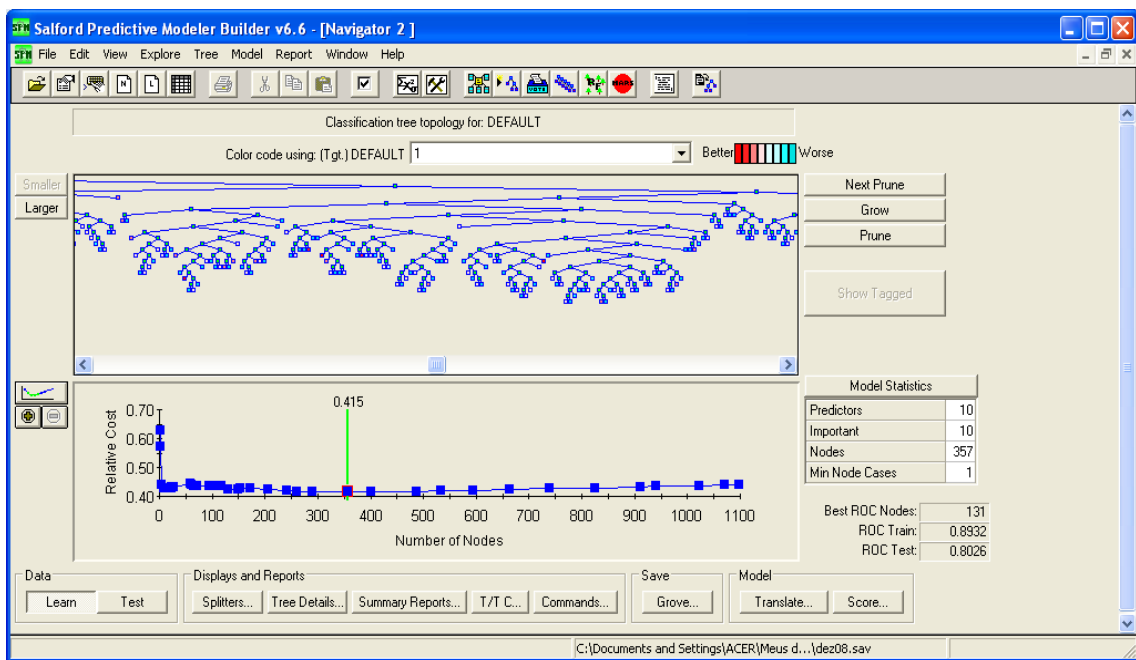 Salford Predictive Modeler Builder v6.6 - [Navigator 2 ]
File Edit View Explore Tree Model Report Window Help
Classification tree topology for: DEFAULT
Color code using: (Tgt.) DEFAULT 1 Better Worse
Smaller
Larger
Next Prune
Grow
Prune
Show Tagged
0.415
0.70
0.60
0.50
0.40
Relative Cost
0 100 200 300 400 500 600 700 800 900 1000 1100
Number of Nodes
Model Statistics
Predictors 10
Important 10
Nodes 357
Min Node Cases 1
Best ROC Nodes: 131
ROC Train: 0.8932
ROC Test: 0.8026
Data
Learn Test
Displays and Reports
Splitters... Tree Details... Summary Reports... T/T C... Commands...
Save
Grove...
Model
Translate... Score...
C:\Documents and Settings\ACER\Meus d...\dez08.sav